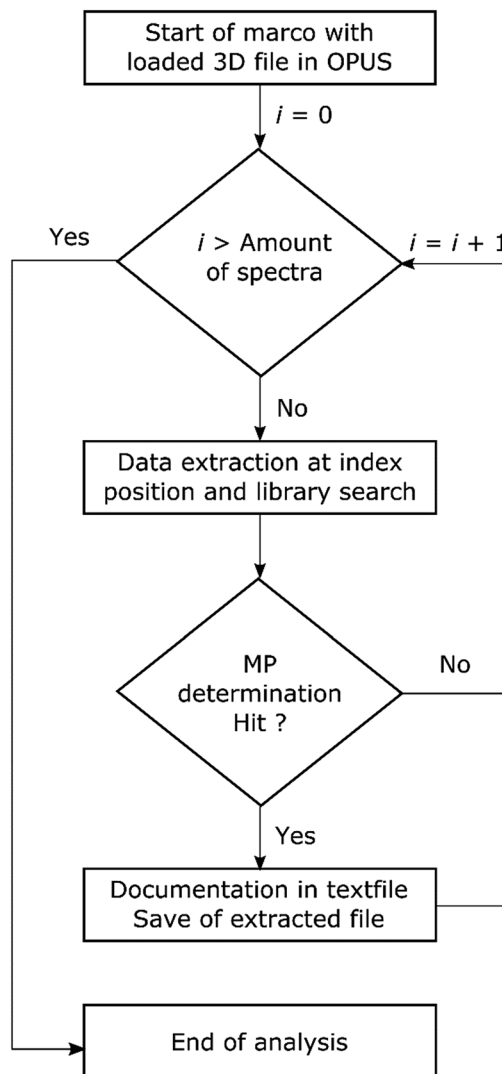 Start of marco with
loaded 3D file in OPUS
i = 0
Yes
i > Amount
of spectra
i = i + 1
No
Data extraction at index
position and library search
MP
determination
Hit ?
No
Yes
Documentation in textfile
Save of extracted file
End of analysis